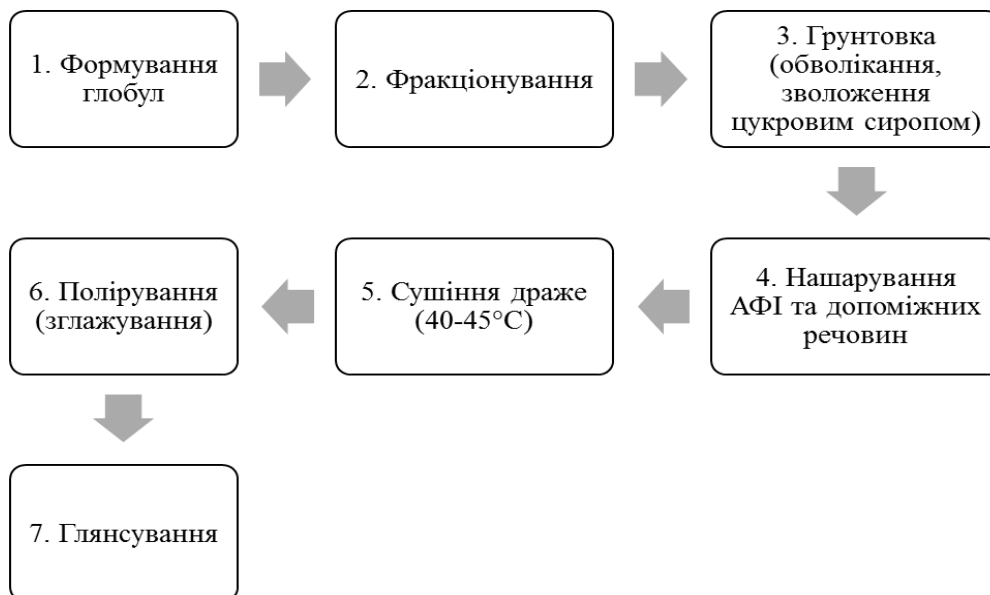 1. Формування
глобул
2. Фракціонування
3. Грунтовка
(обволікання,
зволоження
цукровим сиропом)
4. Нашарування
АФІ та допоміжних
речовин
5. Сушіння драже
(40-45°C)
6. Полірування
(зглажування)
7. Глянсування